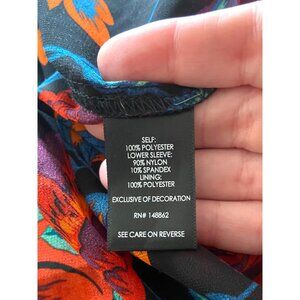 SELF:
100% POLYESTER
LOWER SLEEVE:
90% NYLON
10% SPANDEX
LINING:
100% POLYESTER
EXCLUSIVE OF DECORATION
RN# 148862
SEE CARE ON REVERSE